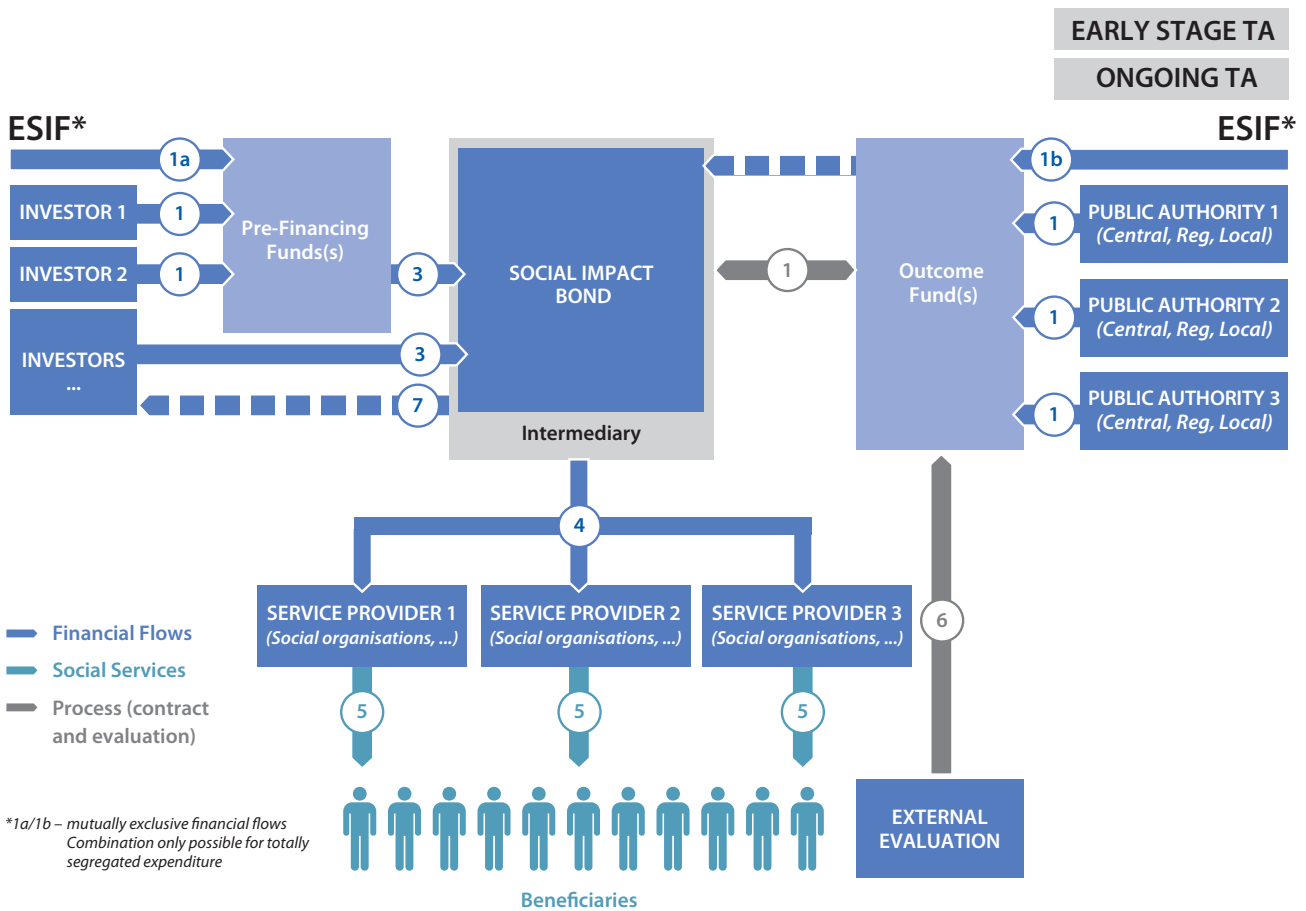 EARLY STAGE TA
ONGOING TA
ESIF*
ESIF*
1a
1b
INVESTOR 1
1
INVESTOR 2
1
Pre-Financing
Funds(s)
3
INVESTORS
...
3
7
SOCIAL IMPACT
BOND
Intermediary
1
Outcome
Fund(s)
1
PUBLIC AUTHORITY 1
(Central, Reg, Local)
1
PUBLIC AUTHORITY 2
(Central, Reg, Local)
1
PUBLIC AUTHORITY 3
(Central, Reg, Local)
4
SERVICE PROVIDER 1
(Social organisations, ...)
SERVICE PROVIDER 2
(Social organisations, ...)
SERVICE PROVIDER 3
(Social organisations, ...)
6
Financial Flows
Social Services
Process (contract
and evaluation)
5
5
5
*1a/1b – mutually exclusive financial flows
Combination only possible for totally
segregated expenditure
EXTERNAL
EVALUATION
Beneficiaries